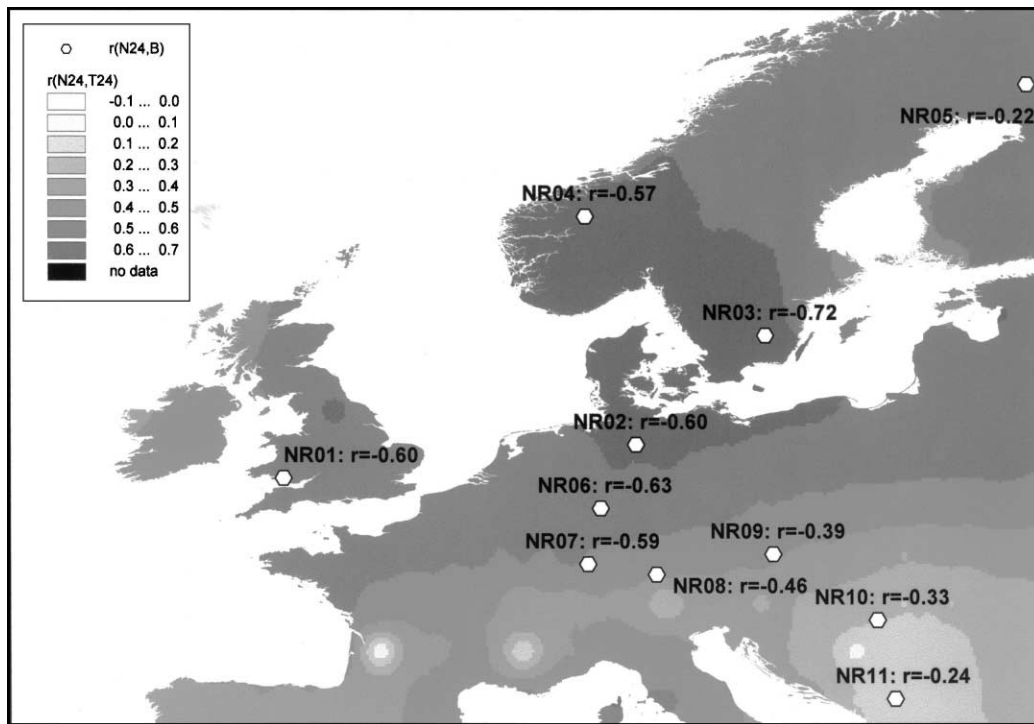 r(N24,B)
r(N24,T24)
-0.1 ... 0.0
0.0 ... 0.1
0.1 ... 0.2
0.2 ... 0.3
0.3 ... 0.4
0.4 ... 0.5
0.5 ... 0.6
0.6 ... 0.7
no data
NR05: r=-0.22
NR04: r=-0.57
NR03: r=-0.72
NR02: r=-0.60
NR01: r=-0.60
NR06: r=-0.63
NR07: r=-0.59
NR09: r=-0.39
NR08: r=-0.46
NR10: r=-0.33
NR11: r=-0.24